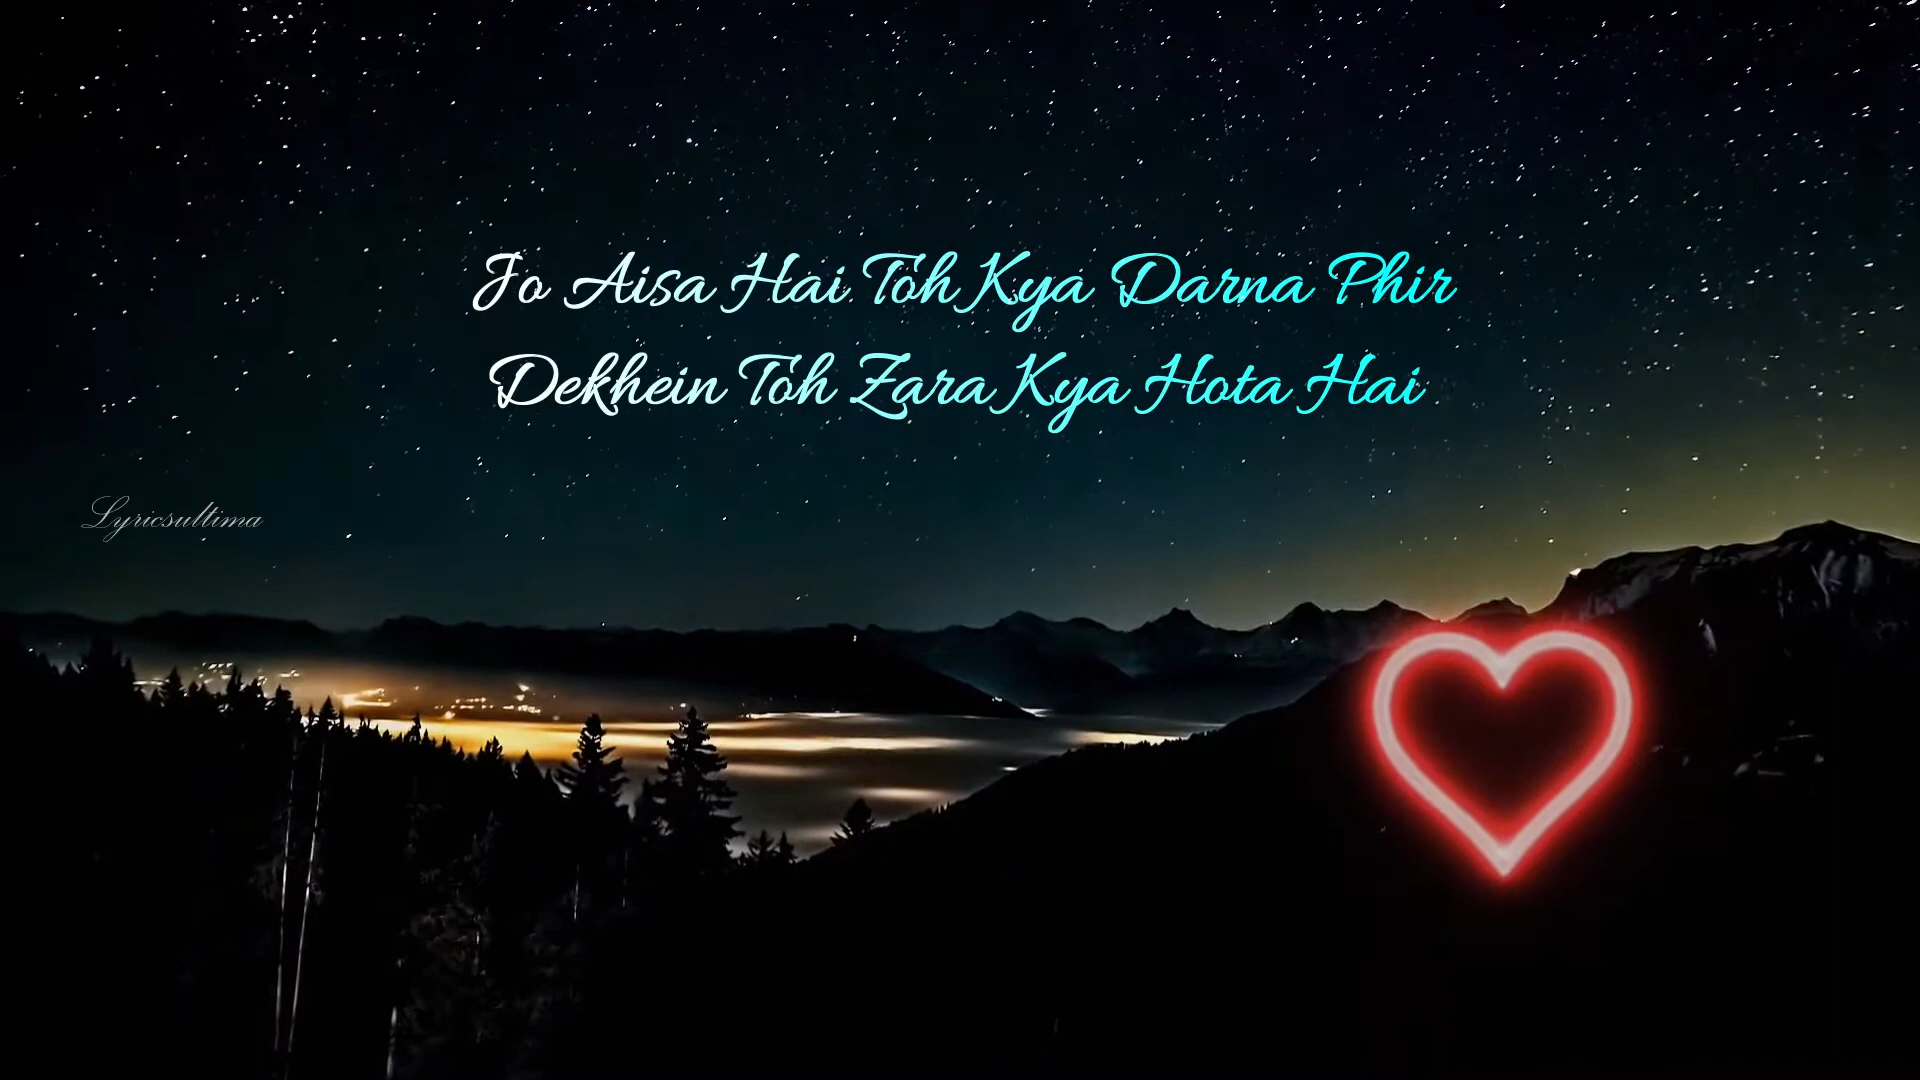 Jo Aisa Hai Toh Kya Darna Phir
Dekhein Toh Zara Kya Hota Hai
Lyricsultima